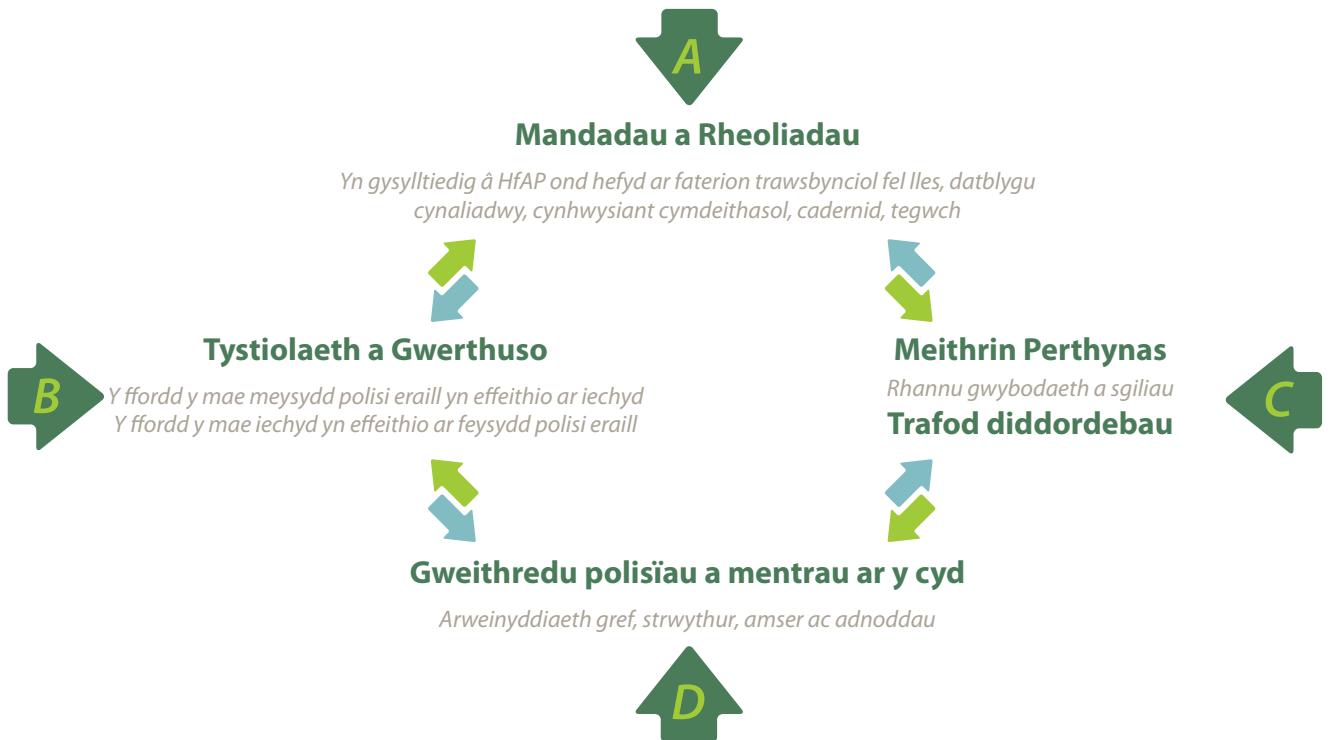 A
Mandadau a Rheoliadau
Yn gysylltiedig â HfAP ond hefyd ar faterion trawsbynciol fel lles, datblygu
cynaliadwy, cynhwysiant cymdeithasol, cadernid, tegwch
B
Tystiolaeth a Gwerthuso
Y ffordd y mae meysydd polisi eraill yn effeithio ar iechyd
Y ffordd y mae iechyd yn effeithio ar feysydd polisi eraill
Meithrin Perthynas
Rhannu gwybodaeth a sgiliau
Trafod diddordebau
C
Gweithredu polisïau a mentrau ar y cyd
Arweinyddiaeth gref, strwythur, amser ac adnoddau
D